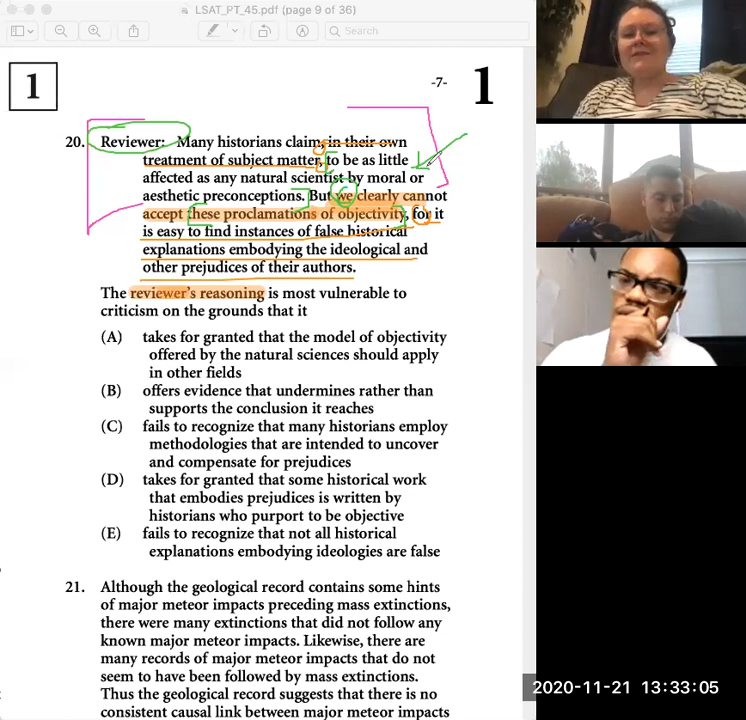 LSAT_PT_45.pdf (page 9 of 36)
Search
1
-7-
1
20. Reviewer: Many historians claim, in their own
treatment of subject matter, to be as little
affected as any natural scientist by moral or
aesthetic preconceptions. But we clearly cannot
accept these proclamations of objectivity, for it
is easy to find instances of false historical
explanations embodying the ideological and
other prejudices of their authors.
The reviewer's reasoning is most vulnerable to
criticism on the grounds that it
(A) takes for granted that the model of objectivity
offered by the natural sciences should apply
in other fields
(B) offers evidence that undermines rather than
supports the conclusion it reaches
(C) fails to recognize that many historians employ
methodologies that are intended to uncover
and compensate for prejudices
(D) takes for granted that some historical work
that embodies prejudices is written by
historians who purport to be objective
(E) fails to recognize that not all historical
explanations embodying ideologies are false
21. Although the geological record contains some hints
of major meteor impacts preceding mass extinctions,
there were many extinctions that did not follow any
known major meteor impacts. Likewise, there are
many records of major meteor impacts that do not
seem to have been followed by mass extinctions.
Thus the geological record suggests that there is no
consistent causal link between major meteor impacts
2020-11-21 13:33:05